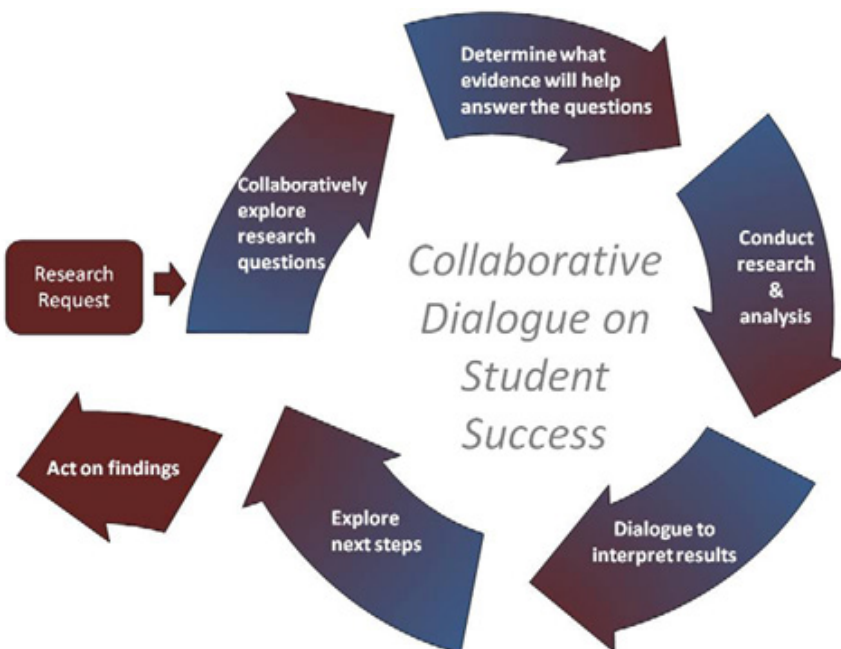 Research
Request
Collaboratively
explore
research
questions
Determine what
evidence will help
answer the questions
Conduct
research
&
analysis
Dialogue to
interpret results
Explore
next steps
Act on findings
Collaborative
Dialogue on
Student
Success